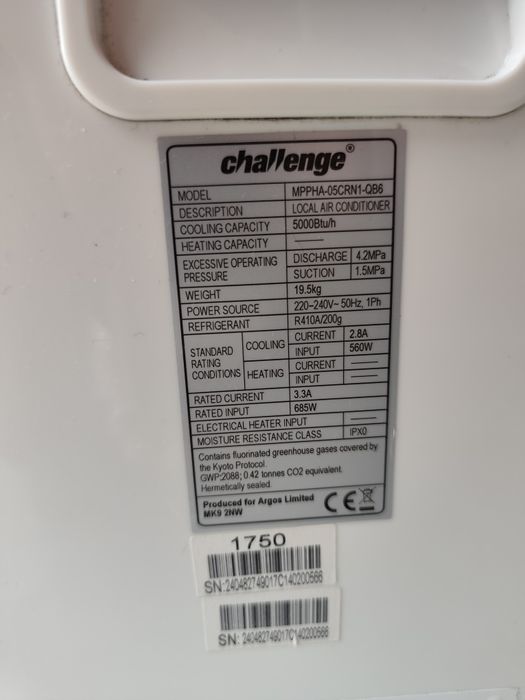 challenge®
MODEL MPPHA-05CRN1-QB6
DESCRIPTION LOCAL AIR CONDITIONER
COOLING CAPACITY 5000Btu/h
HEATING CAPACITY ——
EXCESSIVE OPERATING PRESSURE DISCHARGE 4.2MPa
SUCTION 1.5MPa
WEIGHT 19.5kg
POWER SOURCE 220-240V~ 50Hz, 1Ph
REFRIGERANT R410A/200g
STANDARD RATING CONDITIONS COOLING CURRENT 2.8A
INPUT 560W
HEATING CURRENT ——
INPUT ——
RATED CURRENT 3.3A
RATED INPUT 685W
ELECTRICAL HEATER INPUT ——
MOISTURE RESISTANCE CLASS IPX0
Contains fluorinated greenhouse gases covered by
the Kyoto Protocol.
GWP:2088; 0.42 tonnes CO2 equivalent.
Hermetically sealed.
Produced for Argos Limited
MK9 2NW
CE
1750
SN:240482749017C140200566
SN: 240482749017C140200566